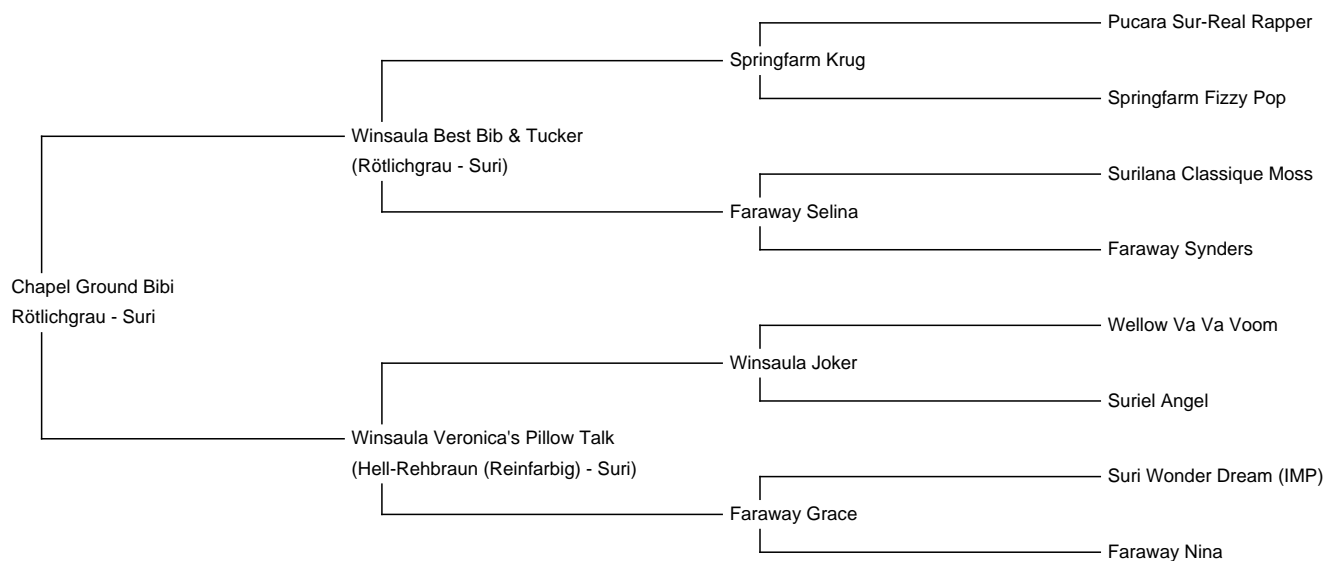 Pucara Sur-Real Rapper
Springfarm Krug
Springfarm Fizzy Pop
Winsaula Best Bib & Tucker
(Rötlichgrau - Suri)
Surilana Classique Moss
Faraway Selina
Faraway Synders
Chapel Ground Bibi
Rötlichgrau - Suri
Wellow Va Va Voom
Winsaula Joker
Suriel Angel
Winsaula Veronica's Pillow Talk
(Hell-Rehbraun (Reinfarbig) - Suri)
Suri Wonder Dream (IMP)
Faraway Grace
Faraway Nina